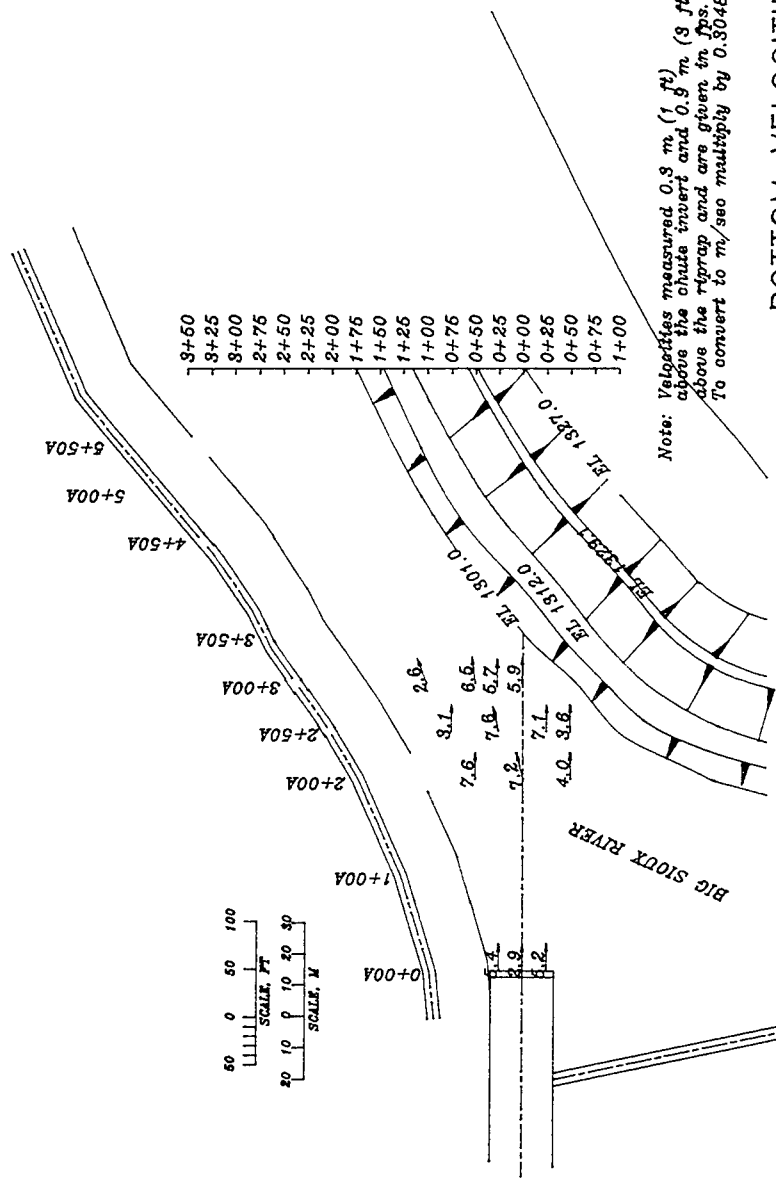 5+50A
5+00A
4+50A
3+50A
3+00A
2+50A
2+00A
1+00A
0+00A
50 0 50 100
SCALE, FT
20 10 0 10 20 30
SCALE, M
3+50
3+25
3+00
2+75
2+50
2+25
2+00
1+75
1+50
1+25
1+00
0+75
0+50
0+25
0+00
0+25
0+50
0+75
1+00
EL 1301.0
EL 1312.0
EL 1329.1
EL 1327.0
2.6
3.1
6.5
7.6
7.6
5.7
7.2
5.9
7.1
4.0
3.6
2.9
BIG SIOUX RIVER
Note: Velocities measured 0.3 m (1 ft)
above the chute invert and 0.9 m (3 ft
above the riprap and are given in fps.
To convert to m/sec multiply by 0.3048